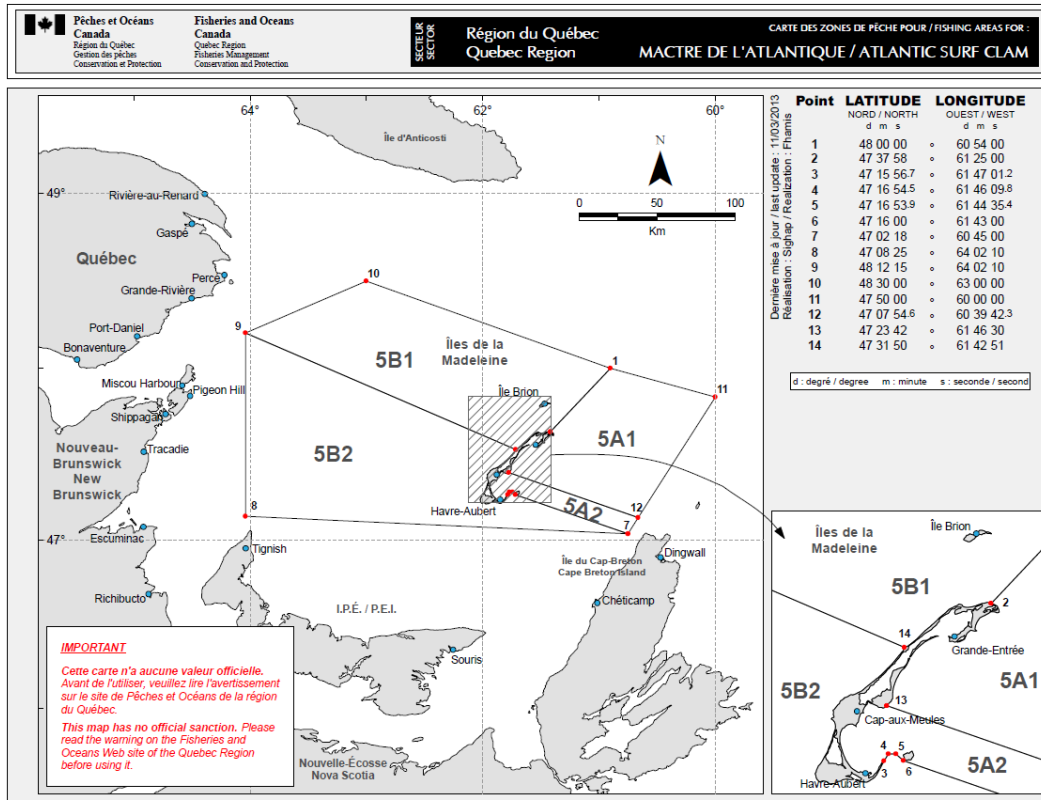 Pêches et Océans
Canada
Région du Québec
Gestion des pêches
Conservation et Protection
Fisheries and Oceans
Canada
Quebec Region
Fisheries Management
Conservation and Protection
SECTEUR
SECTOR
Région du Québec
Quebec Region
CARTE DES ZONES DE PÊCHE POUR / FISHING AREAS FOR :
MACTRE DE L'ATLANTIQUE / ATLANTIC SURF CLAM
64°
62°
60°
Île d'Anticosti
N
49°
Rivière-au-Renard
0 50 100
Km
Gaspé
Québec
Percé
10
Grande-Rivière
9
Port-Daniel
Îles de la
Madeleine
Bonaventure
5B1
1
Miscou Harbour
Île Brion
11
Pigeon Hill
Shippagan
5A1
Nouveau-
Brunswick
New
Brunswick
Tracadie
5B2
5A2
12
Havre-Aubert
8
7
Escuminac
47°
Tignish
Île du Cap-Breton
Cape Breton Island
Dingwall
Richibucto
I.P.É. / P.E.I.
Chéticamp
Souris
Nouvelle-Écosse
Nova Scotia
IMPORTANT
Cette carte n'a aucune valeur officielle.
Avant de l'utiliser, veuillez lire l'avertissement
sur le site de Pêches et Océans de la région
du Québec.
This map has no official sanction. Please
read the warning on the Fisheries and
Oceans Web site of the Quebec Region
before using it.
Dernière mise à jour / last update : 11/03/2013
Réalisation : Sighap / Realization : Fhamis
Point LATITUDE LONGITUDE
NORD / NORTH OUEST / WEST
d m s d m s
1 48 00 00 ° 60 54 00
2 47 37 58 ° 61 25 00
3 47 15 56.7 ° 61 47 01.2
4 47 16 54.5 ° 61 46 09.8
5 47 16 53.9 ° 61 44 35.4
6 47 16 00 ° 61 43 00
7 47 02 18 ° 60 45 00
8 47 08 25 ° 64 02 10
9 48 12 15 ° 64 02 10
10 48 30 00 ° 63 00 00
11 47 50 00 ° 60 00 00
12 47 07 54.6 ° 60 39 42.3
13 47 23 42 ° 61 46 30
14 47 31 50 ° 61 42 51
d : degré / degree m : minute s : seconde / second
Îles de la
Madeleine
Île Brion
5B1
2
14
Grande-Entrée
5B2
5A1
13
Cap-aux-Meules
4 5
3 6
5A2
Havre-Aubert